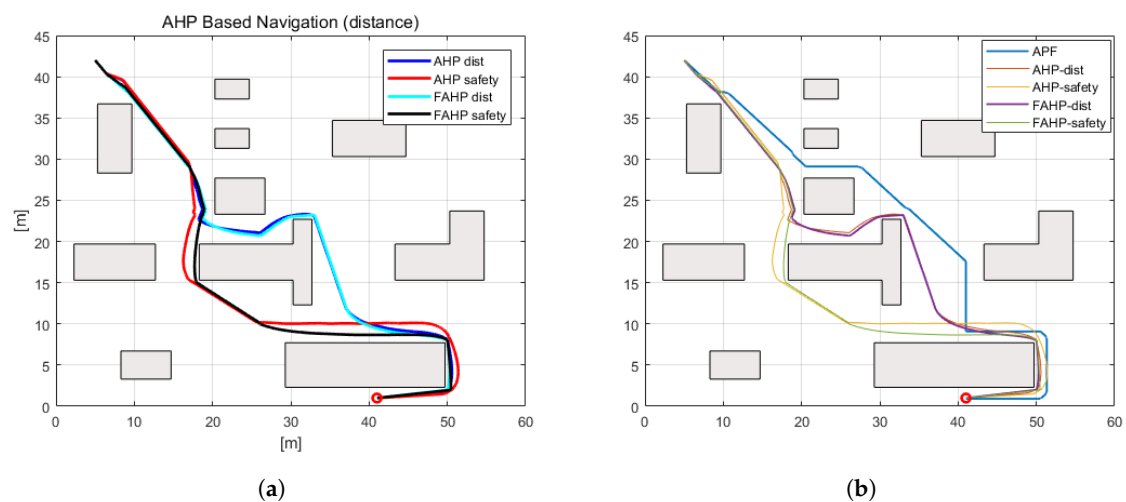 AHP Based Navigation (distance)
45
40
35
30
25
20
15
10
5
0
[m]
0
10
20
30
40
50
60
[m]
AHP dist
AHP safety
FAHP dist
FAHP safety
(a)
45
40
35
30
25
20
15
10
5
0
0
10
20
30
40
50
60
APF
AHP-dist
AHP-safety
FAHP-dist
FAHP-safety
(b)